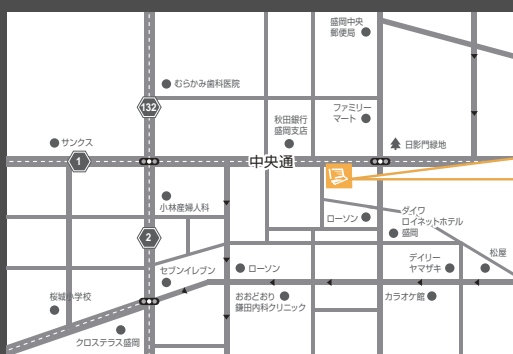 盛岡中央
郵便局
むらかみ歯科医院
132
ファミリー
マート
秋田銀行
盛岡支店
サンクス
日影門緑地
1
中央通
小林産婦人科
ローソン
ダイワ
ロイネットホテル
盛岡
2
松屋
デイリー
ヤマザキ
セブンイレブン
ローソン
桜城小学校
おおどおり
鎌田内科クリニック
カラオケ館
クロステラス盛岡